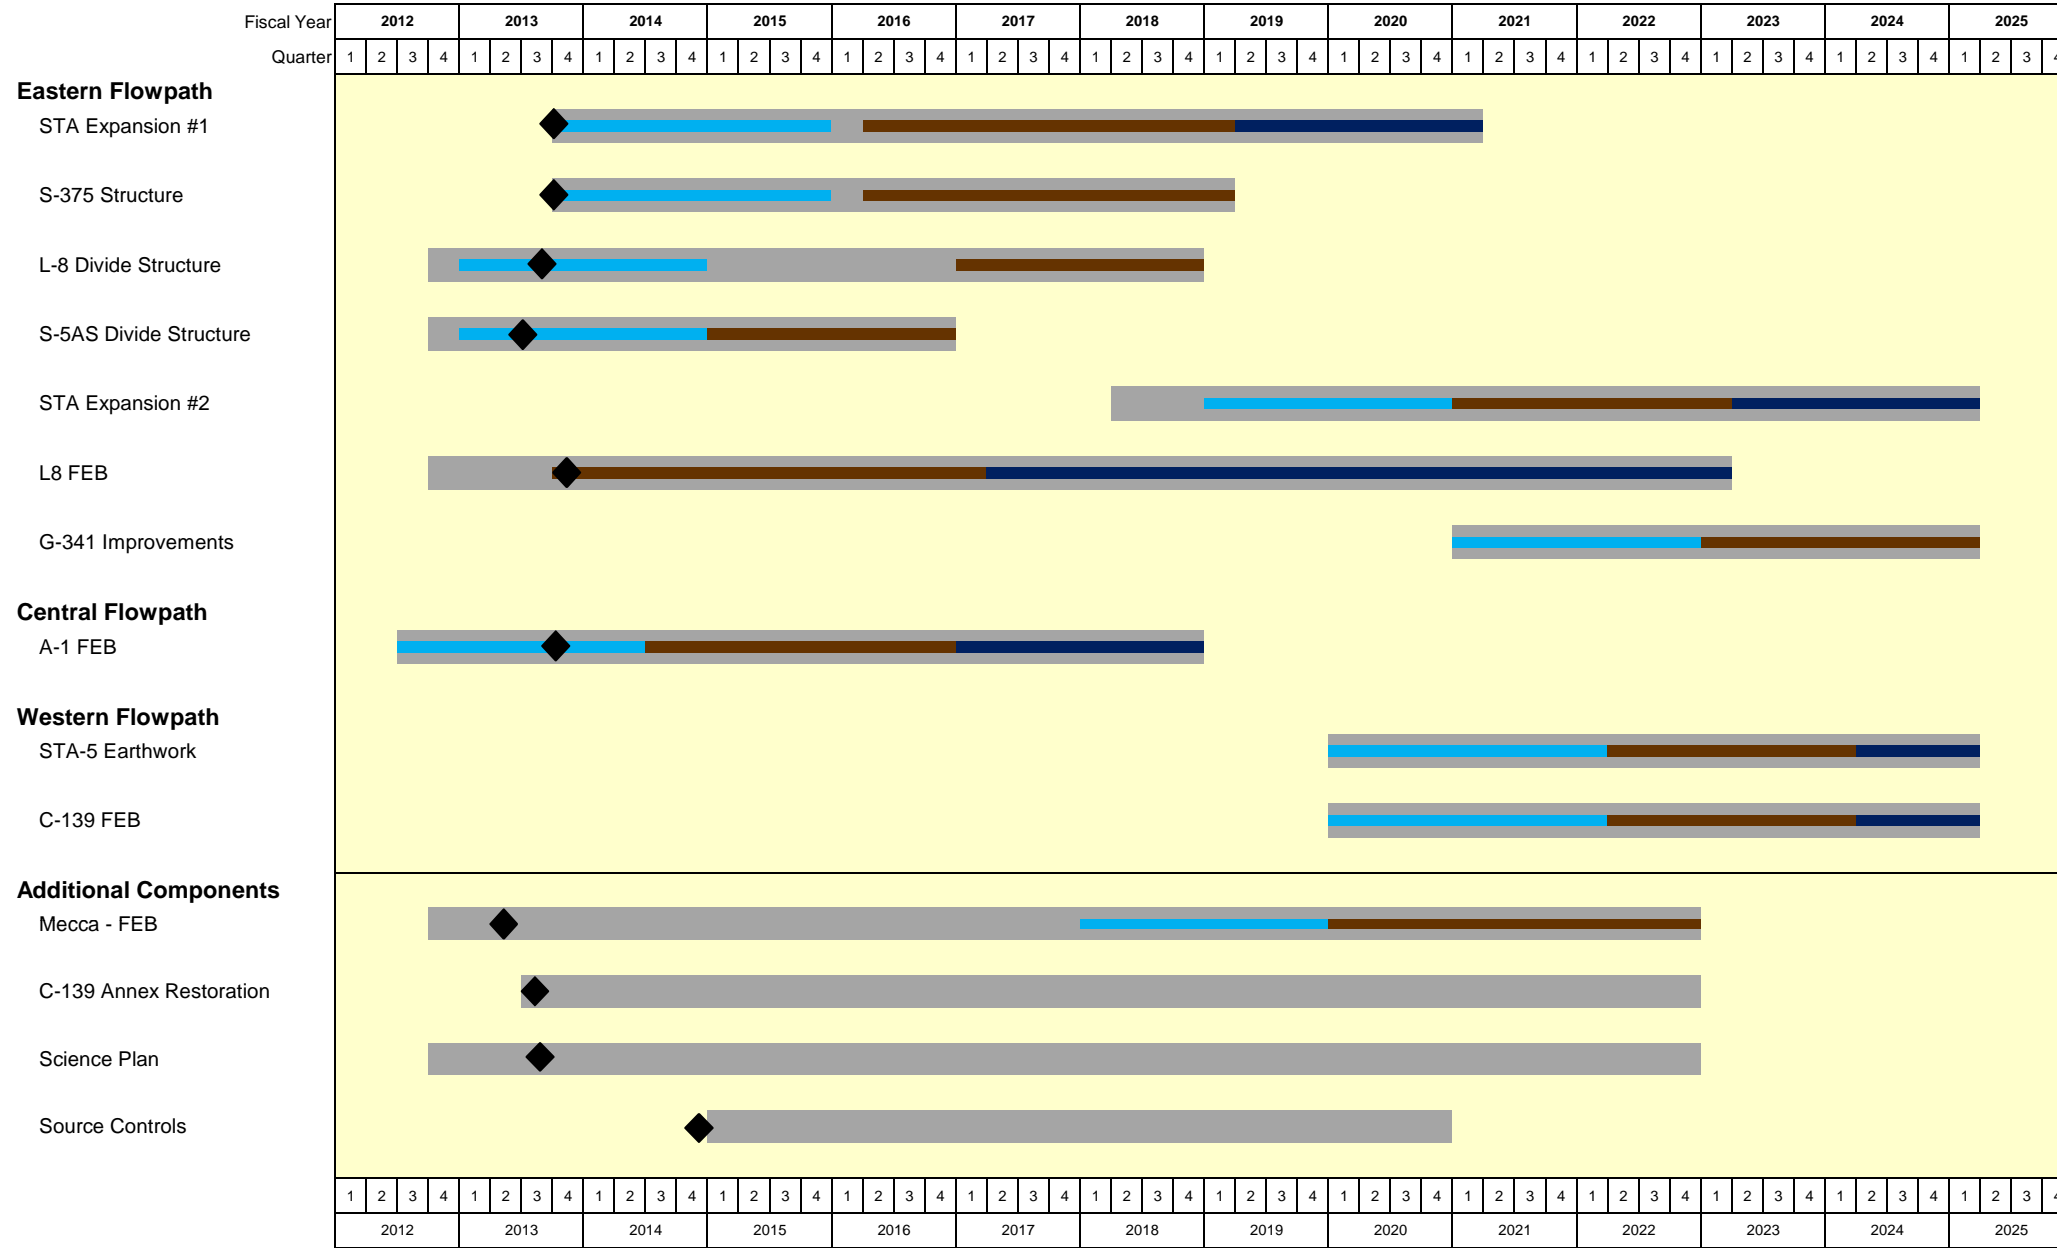 Fiscal Year 2012 2013 2014 2015 2016 2017 2018 2019 2020 2021 2022 2023 2024 2025
Quarter 1 2 3 4 1 2 3 4 1 2 3 4 1 2 3 4 1 2 3 4 1 2 3 4 1 2 3 4 1 2 3 4 1 2 3 4 1 2 3 4 1 2 3 4 1 2 3 4 1 2 3 4 1 2 3 4
Eastern Flowpath
STA Expansion #1
S-375 Structure
L-8 Divide Structure
S-5AS Divide Structure
STA Expansion #2
L8 FEB
G-341 Improvements
Central Flowpath
A-1 FEB
Western Flowpath
STA-5 Earthwork
C-139 FEB
Additional Components
Mecca - FEB
C-139 Annex Restoration
Science Plan
Source Controls
1 2 3 4 1 2 3 4 1 2 3 4 1 2 3 4 1 2 3 4 1 2 3 4 1 2 3 4 1 2 3 4 1 2 3 4 1 2 3 4 1 2 3 4 1 2 3 4 1 2 3 4 1 2 3 4
2012 2013 2014 2015 2016 2017 2018 2019 2020 2021 2022 2023 2024 2025